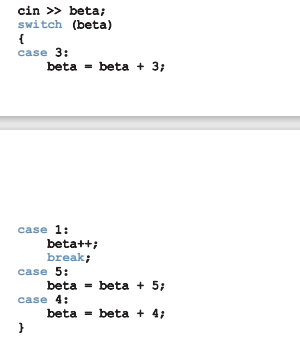 cin >> beta;
switch (beta)
{
case 3:
    beta = beta + 3;
case 1:
    beta++;
    break;
case 5:
    beta = beta + 5;
case 4:
    beta = beta + 4;
}